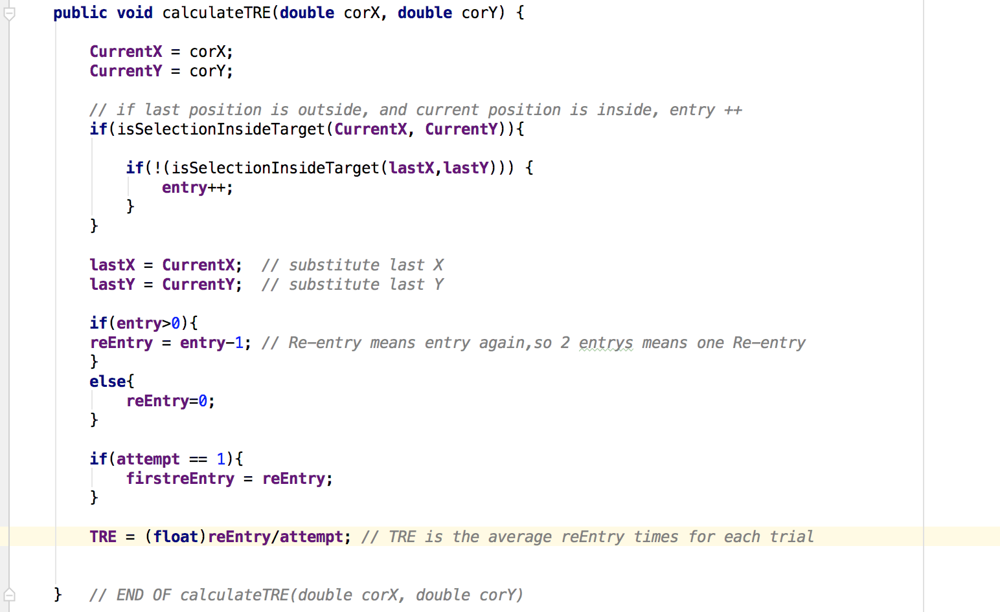 public void calculateTRE(double corX, double corY) {
CurrentX = corX;
CurrentY = corY;
// if last position is outside, and current position is inside, entry ++
if(isSelectionInsideTarget(CurrentX, CurrentY)){
if(!(isSelectionInsideTarget(lastX,lastY))) {
entry++;
}
}
lastX = CurrentX;  // substitute last X
lastY = CurrentY;  // substitute last Y
if(entry>0){
reEntry = entry-1; // Re-entry means entry again,so 2 entrys means one Re-entry
}
else{
reEntry=0;
}
if(attempt == 1){
firstreEntry = reEntry;
}
TRE = (float)reEntry/attempt; // TRE is the average reEntry times for each trial
}   // END OF calculateTRE(double corX, double corY)